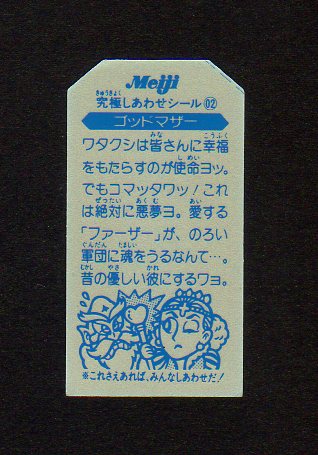 Meiji
究極しあわせシール 02
ゴッドマザー
ワタクシは皆さんに幸福
をもたらすのが使命ヨッ。
でもコマッタワッ！これ
は絶対に悪夢ヨ。愛する
「ファーザー」が、のろい
軍団に魂をうるなんて…。
昔の優しい彼にするワヨ。
※これさえあれば、みんなしあわせだ！